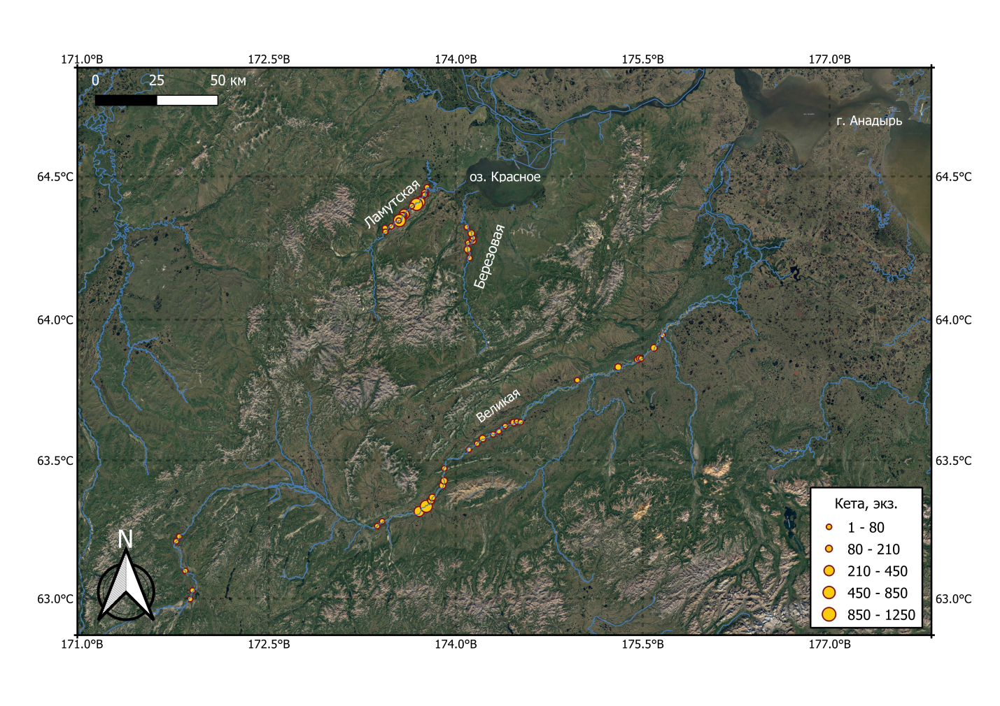 171.0°В 172.5°В 174.0°В 175.5°В 177.0°В
0 25 50 км
г. Анадырь
64.5°С 64.5°С
оз. Красное
Ламутская
Березовая
64.0°С 64.0°С
Великая
63.5°С 63.5°С
Кета, экз.
1 - 80
80 - 210
210 - 450
450 - 850
850 - 1250
N
63.0°С 63.0°С
171.0°В 172.5°В 174.0°В 175.5°В 177.0°В